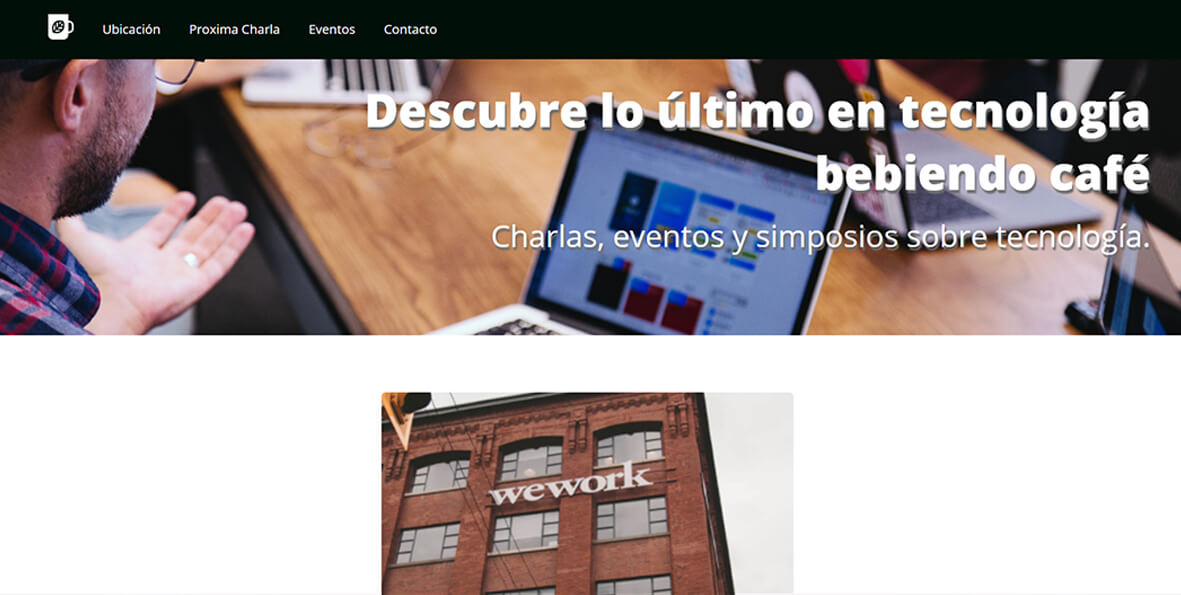 Ubicación Proxima Charla Eventos Contacto
Descubre lo último en tecnología
bebiendo café
Charlas, eventos y simposios sobre tecnología.
wework